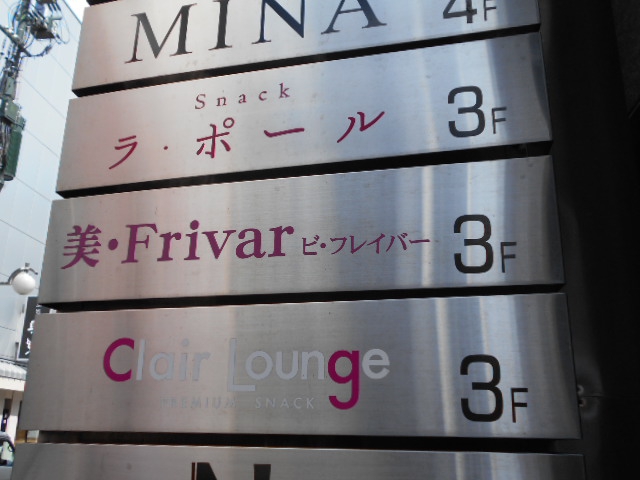 MINA 4F
Snack
ラ・ポール 3F
美・Frivar ビ・フレイバー 3F
Clair Lounge 3F
PREMIUM SNACK